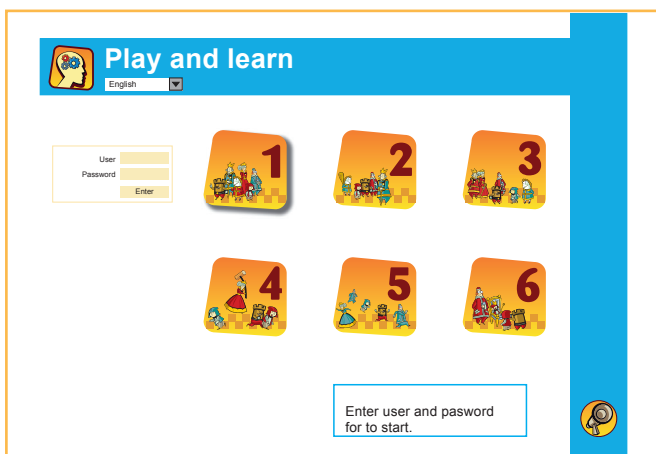 Play and learn
English
User
Password
Enter
1
2
3
4
5
6
Enter user and pasword
for to start.